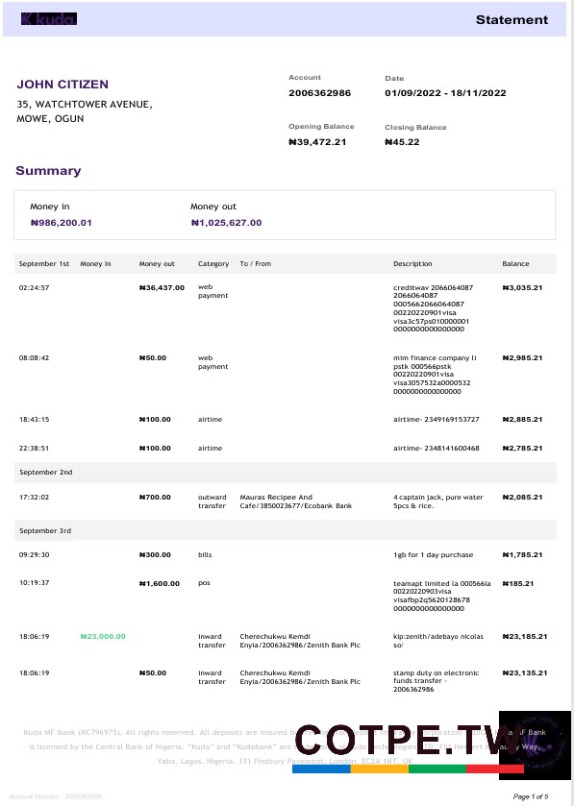 kuda.
Statement
JOHN CITIZEN
35, WATCHTOWER AVENUE,
MOWE, OGUN
Account
2006362986
Date
01/09/2022 - 18/11/2022
Opening Balance
₦39,472.21
Closing Balance
₦45.22
Summary
Money in
₦986,200.01
Money out
₦1,025,627.00
September 1st Money In Money out Category To / From Description Balance
02:24:57 ₦36,437.00 web creditwav 2066064087 ₦3,035.21
payment 2066064087
0005662066064087
00220220901visa
visa3c57ps010000001
0000000000000000
08:08:42 ₦50.00 web mim finance company li ₦2,985.21
payment pstk 000566pstk
00220220901visa
visa3057532a0000532
0000000000000000
18:43:15 ₦100.00 airtime airtime- 2349169153727 ₦2,885.21
22:38:51 ₦100.00 airtime airtime- 2348141600468 ₦2,785.21
September 2nd
17:32:02 ₦700.00 outward Mauras Recipee And 4 captain jack, pure water ₦2,085.21
transfer Cafe/3850023677/Ecobank Bank 5pcs & rice.
September 3rd
09:29:30 ₦300.00 bills 1gb for 1 day purchase ₦1,785.21
10:19:37 ₦1,600.00 pos teamapt limited la 000566la ₦185.21
00220220903visa
visafbp2q5620128678
0000000000000000
18:06:19 ₦23,000.00 inward Cherechukwu Kemdi kip:zenith/adebayo nicolas ₦23,185.21
transfer Enyia/2006362986/Zenith Bank Plc so/
18:06:19 ₦50.00 inward Cherechukwu Kemdi stamp duty on electronic ₦23,135.21
transfer Enyia/2006362986/Zenith Bank Plc funds transfer -
2006362986
COTPE.TW
Kuda MF Bank (RC796975). All rights reserved. All deposits are insured by MF Bank
is licensed by the Central Bank of Nigeria. "Kuda" and "Kudabank" are Way,
Yaba, Lagos, Nigeria. 131 Finsbury Pavement, London, EC2A 1NT, UK
Account Number - 2006362986
Page 1 of 5